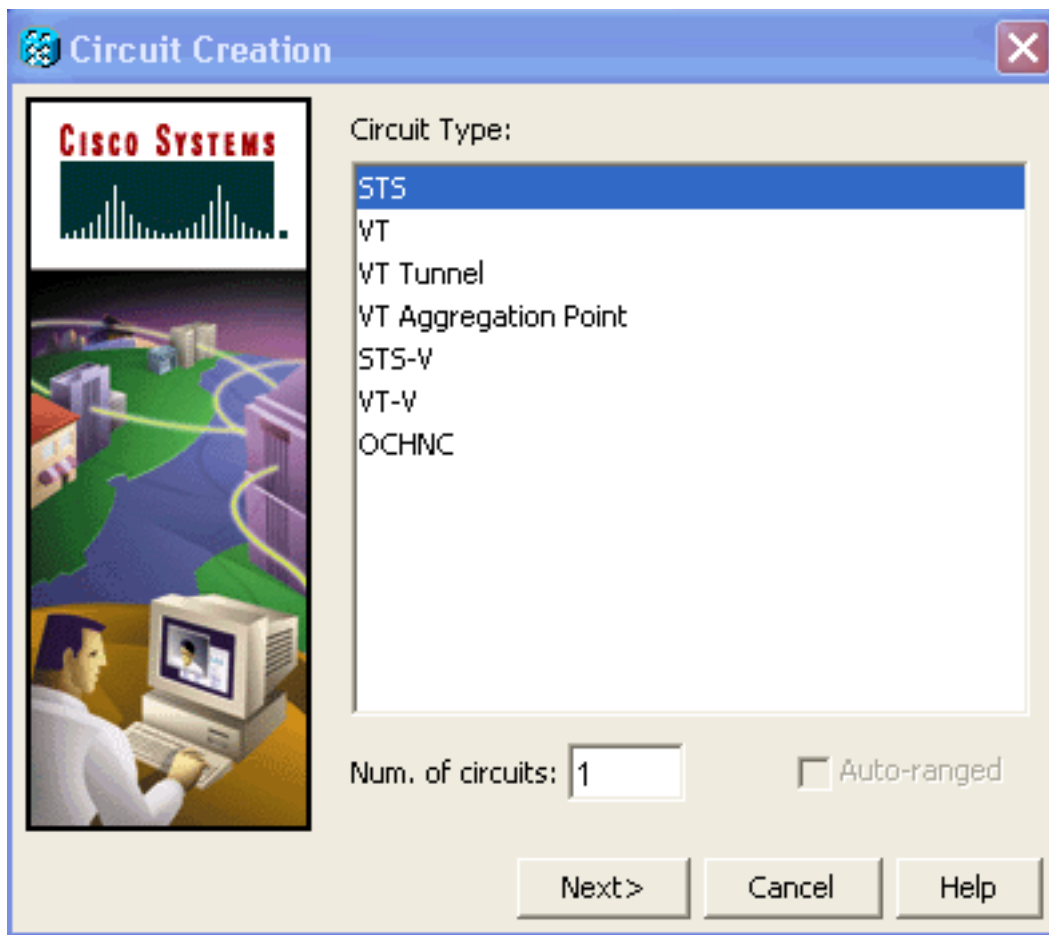 Circuit Creation
CISCO SYSTEMS
Circuit Type:
STS
VT
VT Tunnel
VT Aggregation Point
STS-V
VT-V
OCHNC
Num. of circuits: 1
Auto-ranged
Next>
Cancel
Help